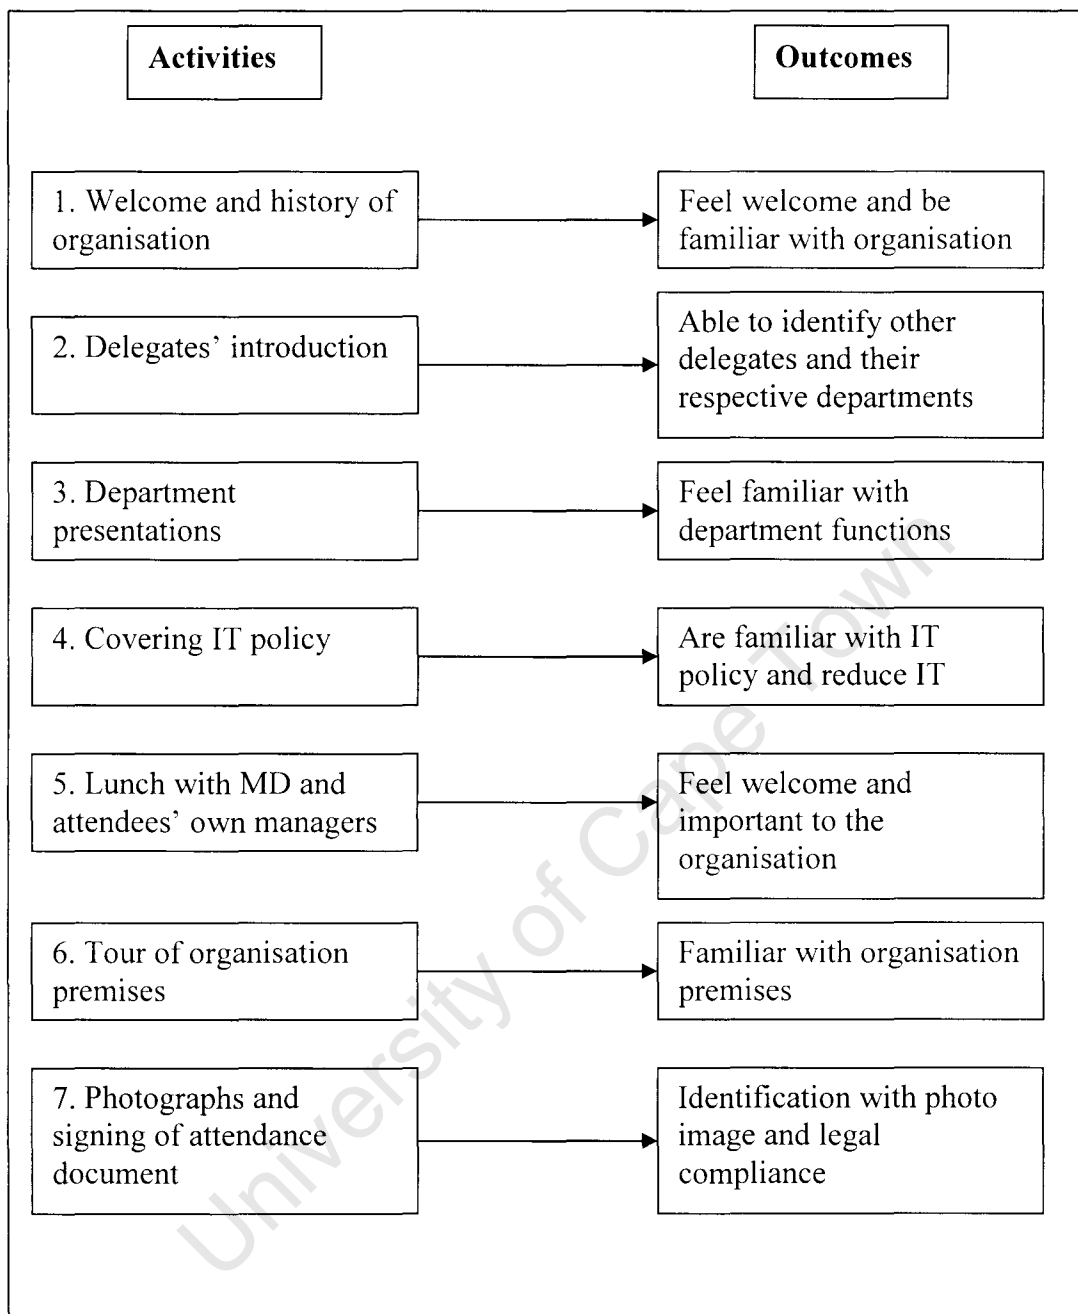 Activities
Outcomes
1. Welcome and history of
organisation
Feel welcome and be
familiar with organisation
2. Delegates' introduction
Able to identify other
delegates and their
respective departments
3. Department
presentations
Feel familiar with
department functions
4. Covering IT policy
Are familiar with IT
policy and reduce IT
5. Lunch with MD and
attendees' own managers
Feel welcome and
important to the
organisation
6. Tour of organisation
premises
Familiar with organisation
premises
7. Photographs and
signing of attendance
document
Identification with photo
image and legal
compliance
University of Cape Town